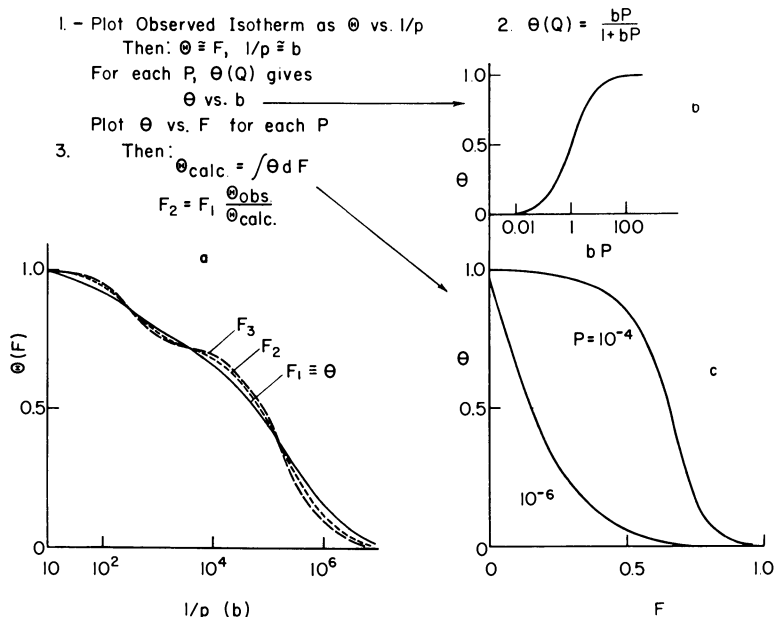 1. - Plot Observed Isotherm as Θ vs. 1/p
Then: Θ ≅ F, 1/p ≅ b
For each P, θ(Q) gives
θ vs. b
Plot θ vs. F for each P
3. Then:
Θcalc. = ∫θ dF
F₂ = F₁ Θobs. / Θcalc.
2. θ(Q) = bP / 1+bP
1.0
0.5
θ
0
0.01 1 100
bP
b
a
1.0
Θ(F)
0.5
0
F₃
F₂
F₁ ≡ Θ
10 10² 10⁴ 10⁶
1/p (b)
1.0
θ
0.5
0
P = 10⁻⁴
10⁻⁶
c
0 0.5 1.0
F